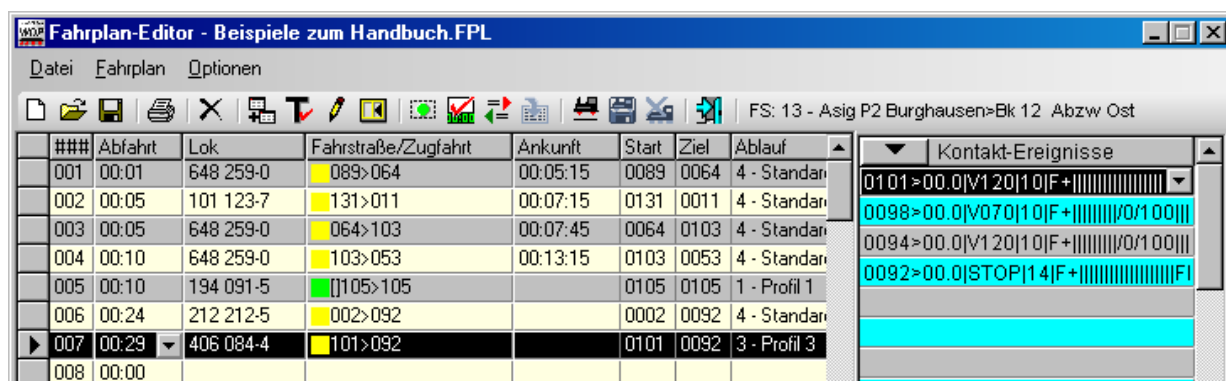 WDP Fahrplan-Editor - Beispiele zum Handbuch.FPL
Datei Fahrplan Optionen
FS: 13 - Asig P2 Burghausen>Bk 12 Abzw Ost
### Abfahrt Lok Fahrstraße/Zugfahrt Ankunft Start Ziel Ablauf
Kontakt-Ereignisse
001 00:01 648 259-0 089>064 00:05:15 0089 0064 4 - Standar
002 00:05 101 123-7 131>011 00:07:15 0131 0011 4 - Standar
003 00:05 648 259-0 064>103 00:07:45 0064 0103 4 - Standar
004 00:10 648 259-0 103>053 00:13:15 0103 0053 4 - Standar
005 00:10 194 091-5 []105>105 0105 0105 1 - Profil 1
006 00:24 212 212-5 002>092 0002 0092 4 - Standar
007 00:29 406 084-4 101>092 0101 0092 3 - Profil 3
008 00:00
0101>00.0|V120|10|F+||||||||||||||||||
0098>00.0|V070|10|F+|||||||||/0/100|||
0094>00.0|V120|10|F+|||||||||/0/100|||
0092>00.0|STOP|14|F+|||||||||||||||||||F